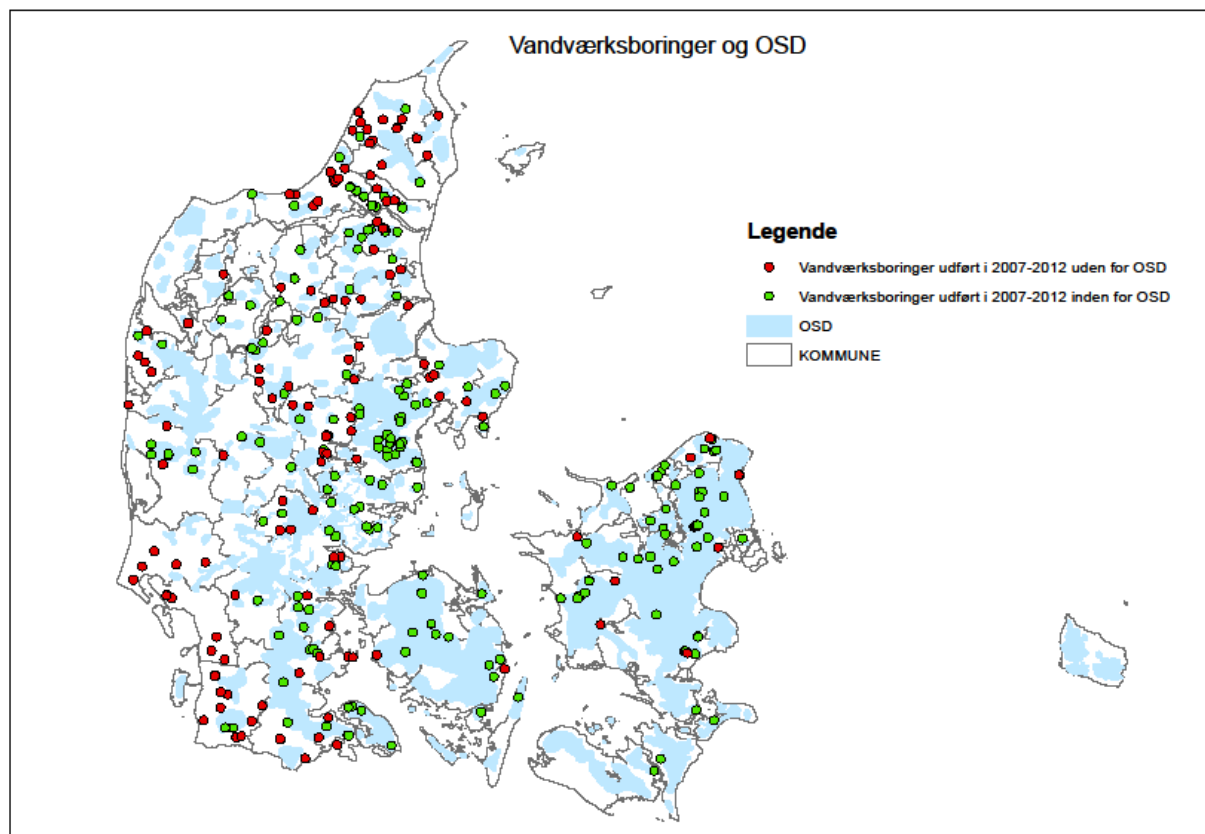 Vandværksboringer og OSD
Legende
Vandværksboringer udført i 2007-2012 uden for OSD
Vandværksboringer udført i 2007-2012 inden for OSD
OSD
KOMMUNE